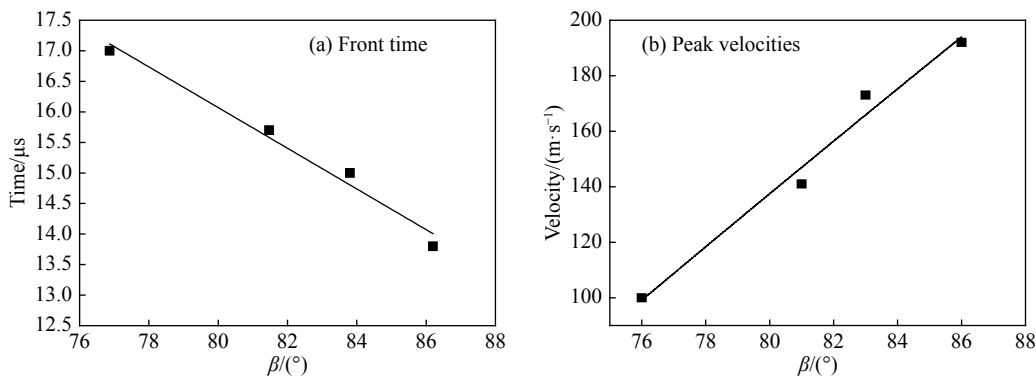 17.5
17.0
16.5
16.0
15.5
15.0
14.5
14.0
13.5
13.0
12.5
Time/μs
(a) Front time
76 78 80 82 84 86 88
β/(°)
200
180
160
140
120
100
Velocity/(m·s⁻¹)
(b) Peak velocities
76 78 80 82 84 86 88
β/(°)